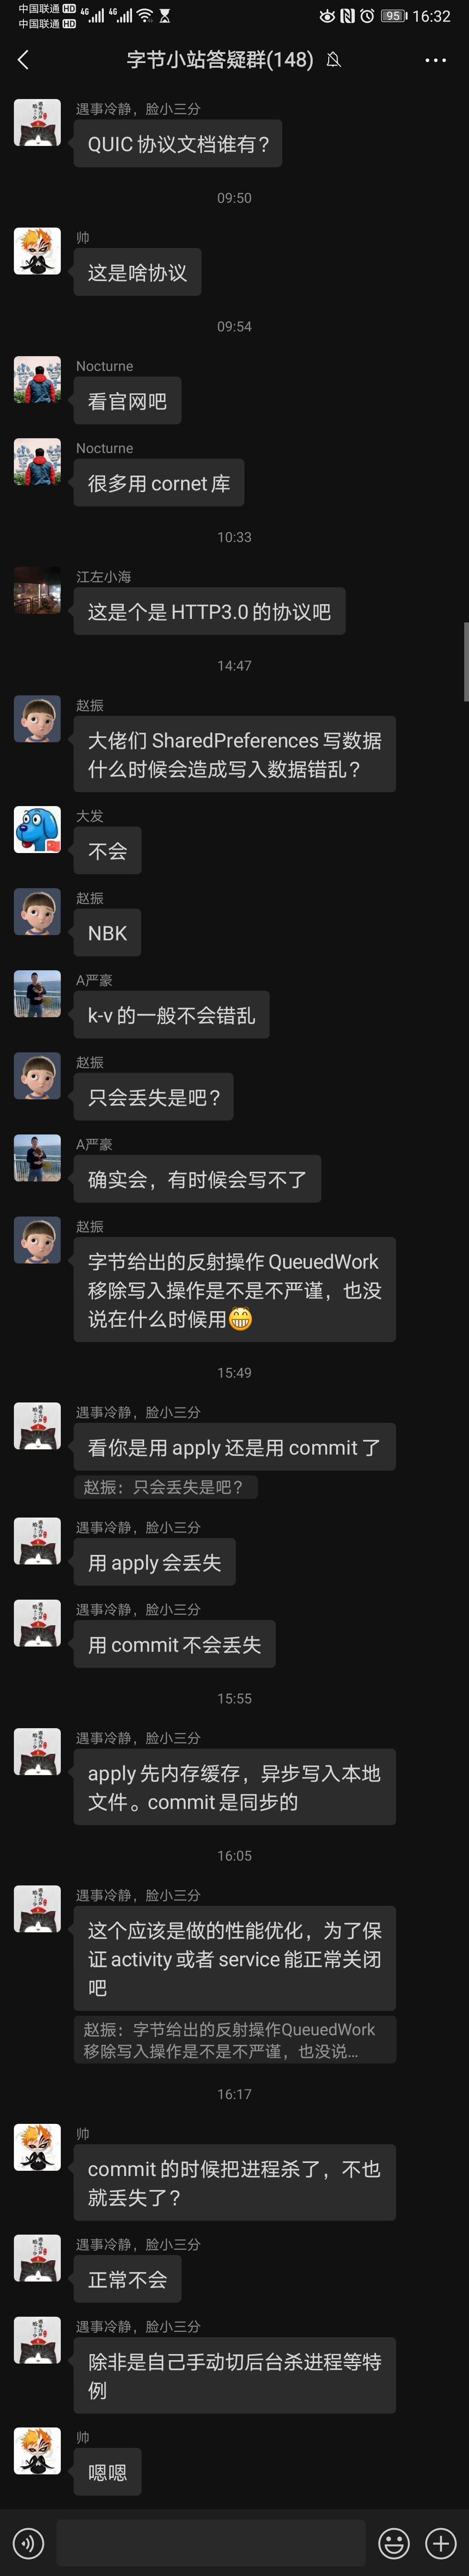 中国联通 HD 4G 4G 95 16:32
中国联通 HD
字节小站答疑群(148)
遇事冷静，脸小三分
QUIC 协议文档谁有？
09:50
帅
这是啥协议
09:54
Nocturne
看官网吧
Nocturne
很多用 cornet 库
10:33
江左小海
这是个是 HTTP3.0 的协议吧
14:47
赵振
大佬们 SharedPreferences 写数据
什么时候会造成写入数据错乱？
大发
不会
赵振
NBK
A严豪
k-v 的一般不会错乱
赵振
只会丢失是吧？
A严豪
确实会，有时候会写不了
赵振
字节给出的反射操作 QueuedWork
移除写入操作是不是不严谨，也没
说在什么时候用😁
15:49
遇事冷静，脸小三分
看你是用 apply 还是用 commit 了
赵振：只会丢失是吧？
遇事冷静，脸小三分
用 apply 会丢失
遇事冷静，脸小三分
用 commit 不会丢失
15:55
遇事冷静，脸小三分
apply 先内存缓存，异步写入本地
文件。commit 是同步的
16:05
遇事冷静，脸小三分
这个应该是做的性能优化，为了保
证 activity 或者 service 能正常关闭
吧
赵振：字节给出的反射操作QueuedWork
移除写入操作是不是不严谨，也没说...
16:17
帅
commit 的时候把进程杀了，不也
就丢失了？
遇事冷静，脸小三分
正常不会
遇事冷静，脸小三分
除非是自己手动切后台杀进程等特
例
帅
嗯嗯